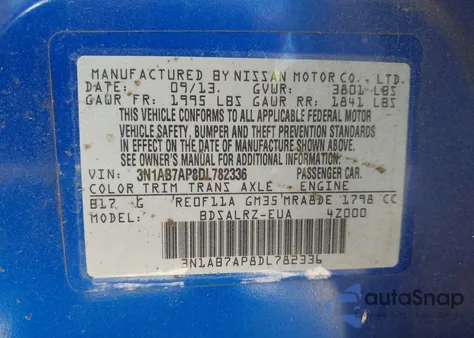 MANUFACTURED BY NISSAN MOTOR CO., LTD.
DATE: 09/13. GVWR: 3801 LBS
GAWR FR: 1995 LBS GAWR RR: 1841 LBS
THIS VEHICLE CONFORMS TO ALL APPLICABLE FEDERAL MOTOR
VEHICLE SAFETY, BUMPER AND THEFT PREVENTION STANDARDS
IN EFFECT ON THE DATE OF MANUFACTURE SHOWN ABOVE.
SEE OWNER'S MANUAL FOR ADDITIONAL INFORMATION.
VIN: 3N1AB7AP8DL782336 PASSENGER CAR.
COLOR TRIM TRANS AXLE ENGINE
B17 G RE0F11A GM35 MRA8DE 1798 CC
MODEL: BDSALRZ-EUA 4Z000
3N1AB7AP8DL782336
autoSnap